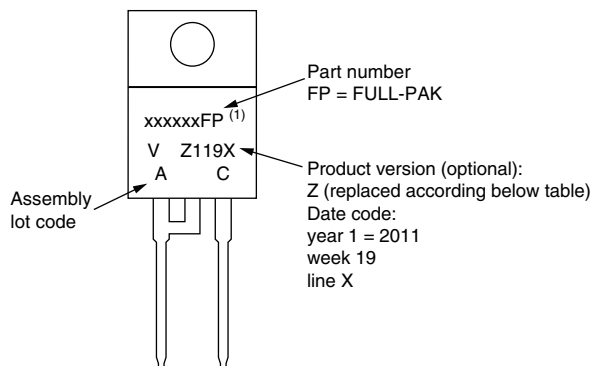 Part number
FP = FULL-PAK
xxxxxxFP (1)
V Z119X
A C
Assembly
lot code
Product version (optional):
Z (replaced according below table)
Date code:
year 1 = 2011
week 19
line X